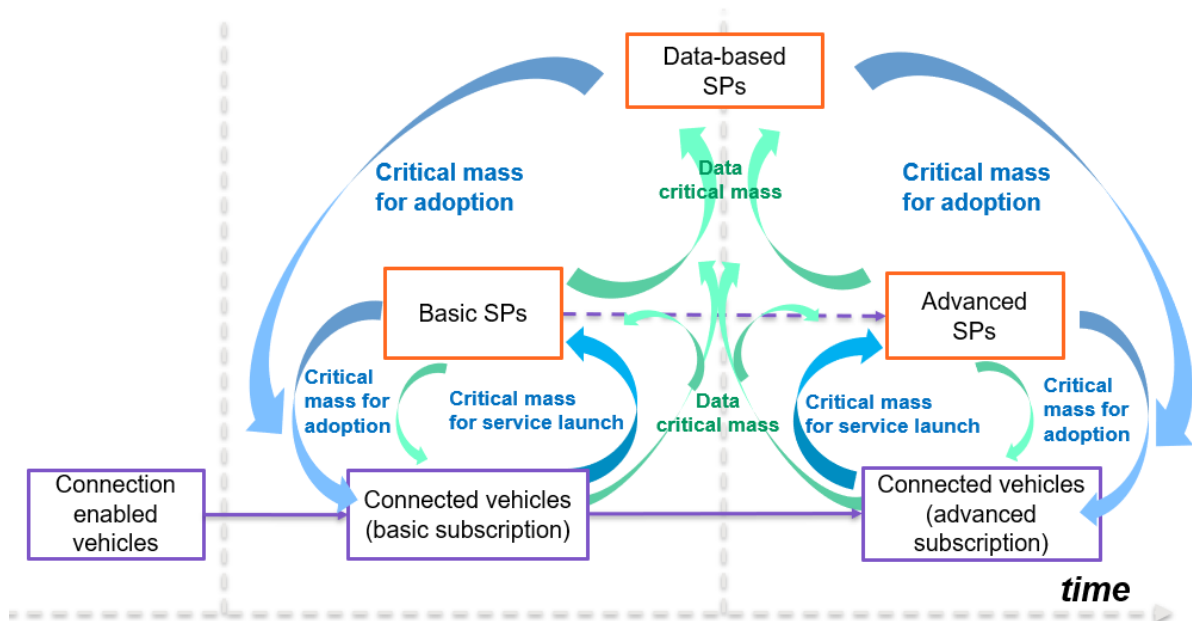 Data-based
SPs
Critical mass
for adoption
Data
critical mass
Critical mass
for adoption
Basic SPs
Advanced
SPs
Critical
mass for
adoption
Critical mass
for service launch
Data
critical mass
Critical mass
for service launch
Critical
mass for
adoption
Connection
enabled
vehicles
Connected vehicles
(basic subscription)
Connected vehicles
(advanced
subscription)
time